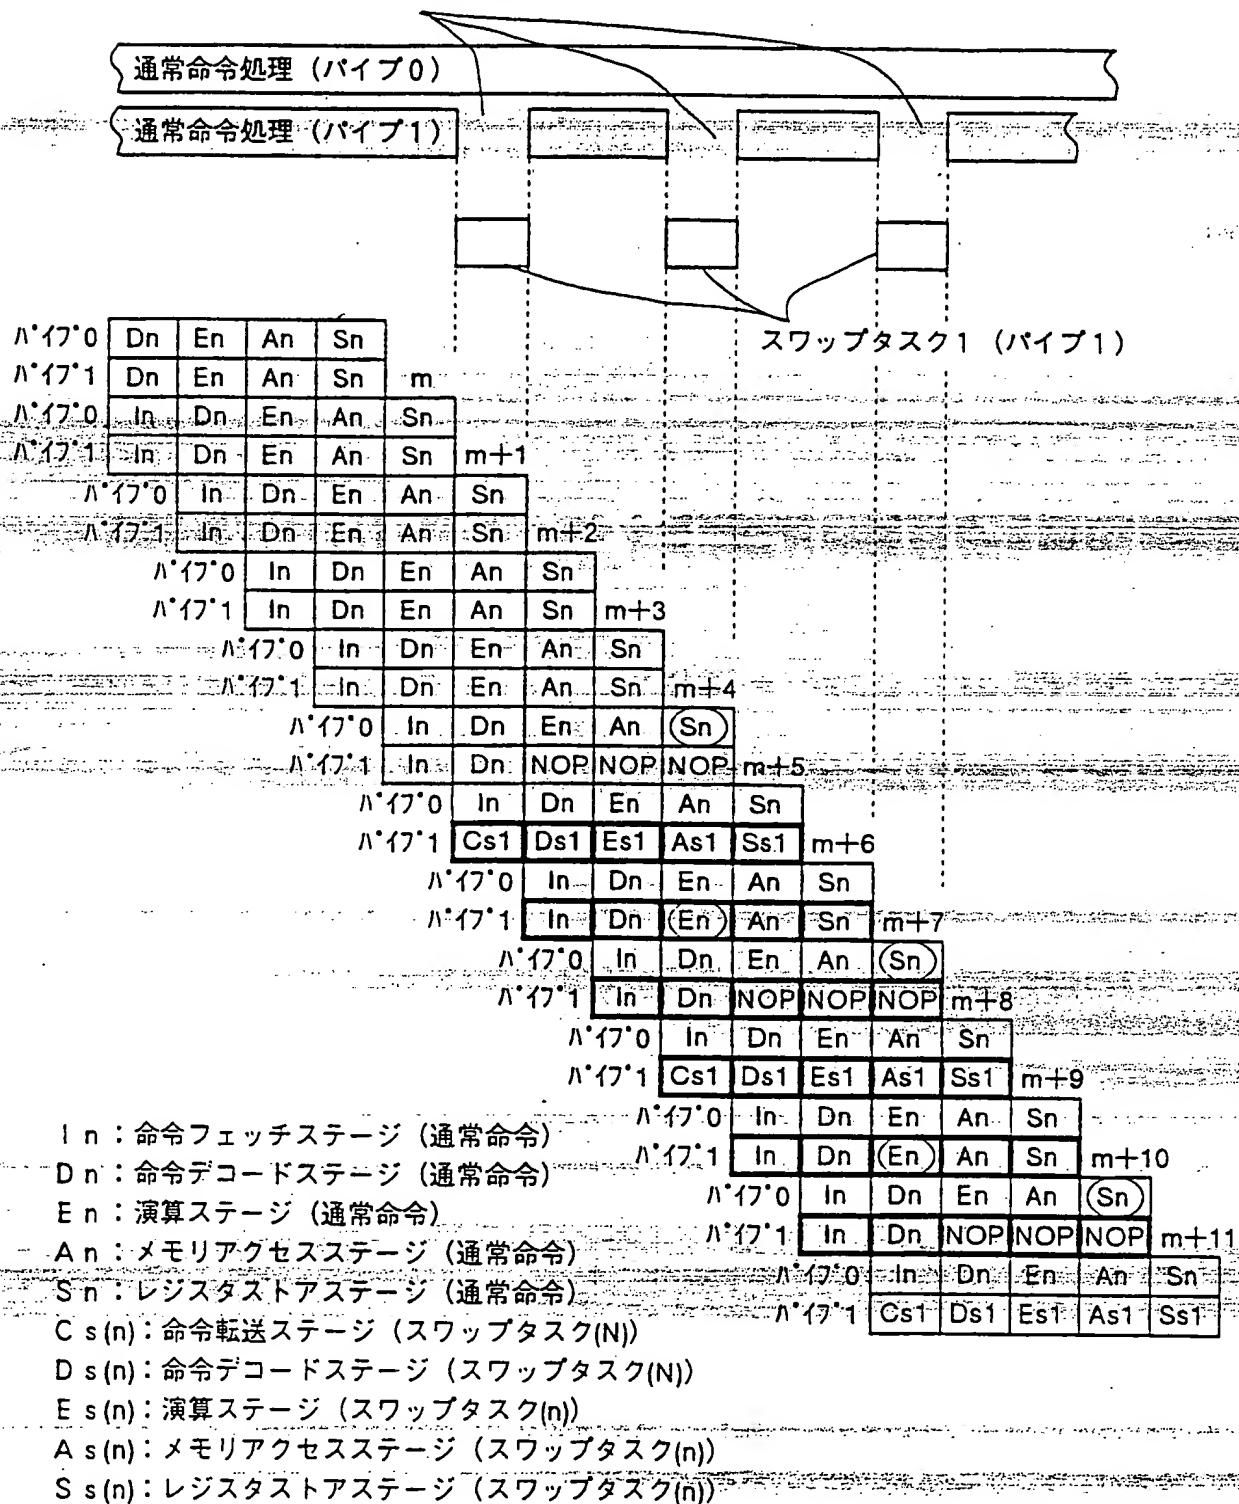 通常命令処理 (パイプ0)
通常命令処理 (パイプ1)
スワップタスク1 (パイプ1)
パイプ0 Dn En An Sn
パイプ1 Dn En An Sn m
パイプ0 In Dn En An Sn
パイプ1 In Dn En An Sn m+1
パイプ0 In Dn En An Sn
パイプ1 In Dn En An Sn m+2
パイプ0 In Dn En An Sn
パイプ1 In Dn En An Sn m+3
パイプ0 In Dn En An Sn
パイプ1 In Dn En An Sn m+4
パイプ0 In Dn En An Sn
パイプ1 In Dn NOP NOP NOP m+5
パイプ0 In Dn En An Sn
パイプ1 Cs1 Ds1 Es1 As1 Ss1 m+6
パイプ0 In Dn En An Sn
パイプ1 In Dn En An Sn m+7
パイプ0 In Dn En An Sn
パイプ1 In Dn NOP NOP NOP m+8
パイプ0 In Dn En An Sn
パイプ1 Cs1 Ds1 Es1 As1 Ss1 m+9
パイプ0 In Dn En An Sn
パイプ1 In Dn En An Sn m+10
パイプ0 In Dn En An Sn
パイプ1 In Dn NOP NOP NOP m+11
パイプ0 In Dn En An Sn
パイプ1 Cs1 Ds1 Es1 As1 Ss1
In:命令フェッチステージ (通常命令)
Dn:命令デコードステージ (通常命令)
En:演算ステージ (通常命令)
An:メモリアクセスステージ (通常命令)
Sn:レジスタストアステージ (通常命令)
Cs(n):命令転送ステージ (スワップタスク(N))
Ds(n):命令デコードステージ (スワップタスク(N))
Es(n):演算ステージ (スワップタスク(n))
As(n):メモリアクセスステージ (スワップタスク(n))
Ss(n):レジスタストアステージ (スワップタスク(n))